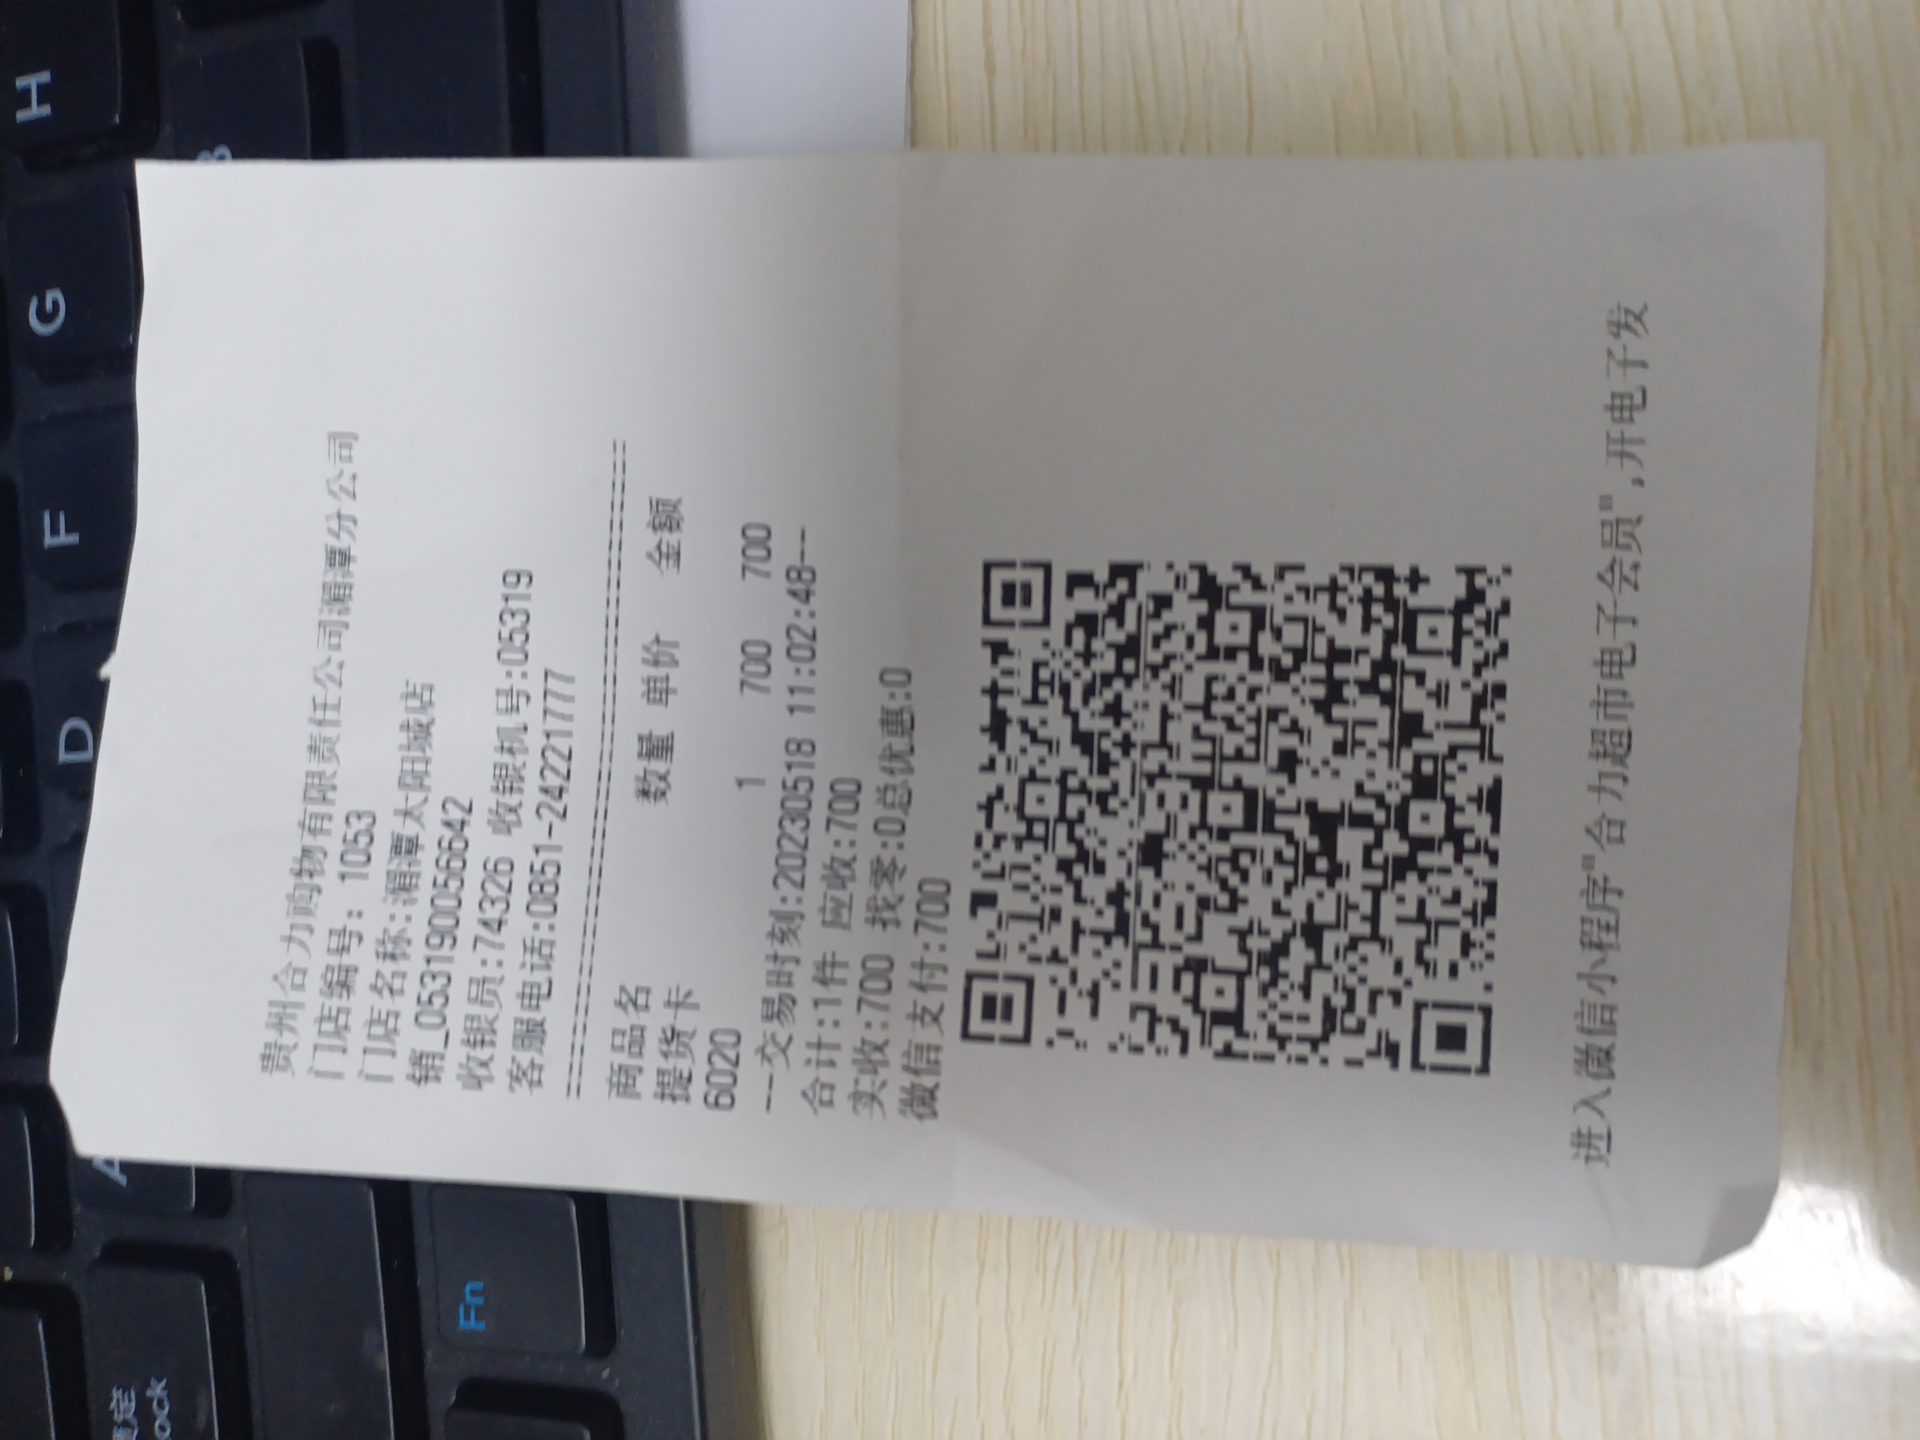 贵州合力购物有限责任公司湄潭分公司
门店编号: 1053
门店名称:湄潭太阳城店
销_0531900566​42
收银员:74326 收银机号:05319
客服服电话:0851-24221777
========================================
商品名 数量 单价 金额
提货卡
6020 1 700 700
---交易时刻:20230518 11:02:48---
合计:1件 应收:700
实收:700 找零:0总优惠:0
微信支付:700
进入微信小程序"合力超市电子会员",开电子发
H
G
F
D
A
Fn
ock